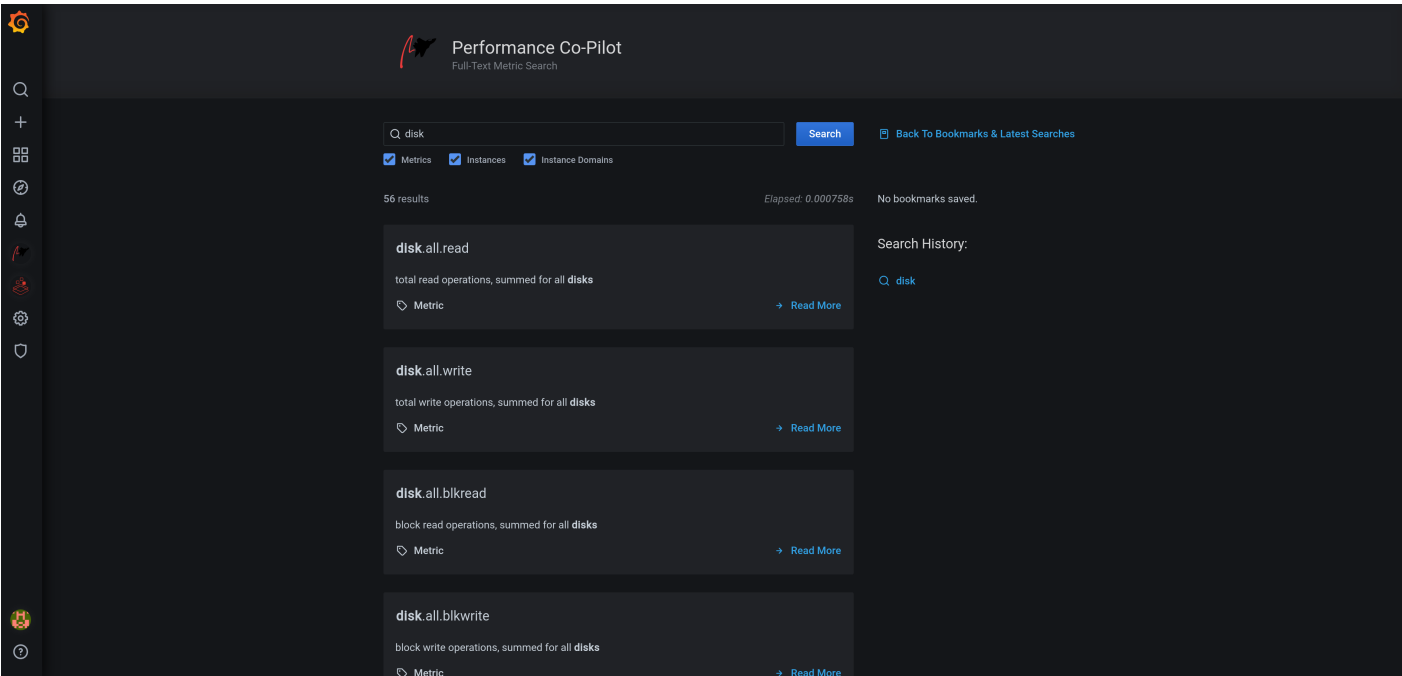 Performance Co-Pilot
Full-Text Metric Search
disk
Search
Back To Bookmarks & Latest Searches
Metrics
Instances
Instance Domains
56 results
Elapsed: 0.000758s
No bookmarks saved.
disk.all.read
total read operations, summed for all disks
Metric
Read More
Search History:
disk
disk.all.write
total write operations, summed for all disks
Metric
Read More
disk.all.blkread
block read operations, summed for all disks
Metric
Read More
disk.all.blkwrite
block write operations, summed for all disks
Metric
Read More